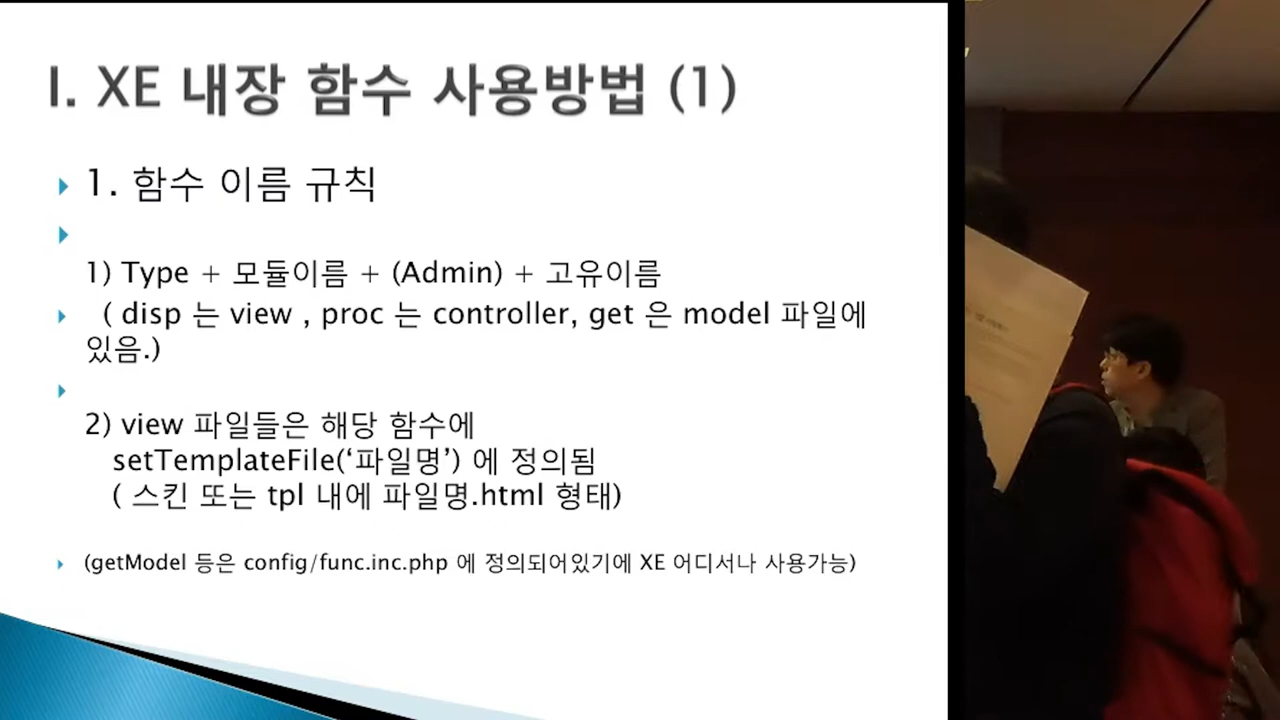 I. XE 내장 함수 사용방법 (1)
1. 함수 이름 규칙
1) Type + 모듈이름 + (Admin) + 고유이름
( disp 는 view , proc 는 controller, get 은 model 파일에
있음.)
2) view 파일들은 해당 함수에
setTemplateFile(‘파일명’) 에 정의됨
( 스킨 또는 tpl 내에 파일명.html 형태)
(getModel 등은 config/func.inc.php 에 정의되어있기에 XE 어디서나 사용가능)